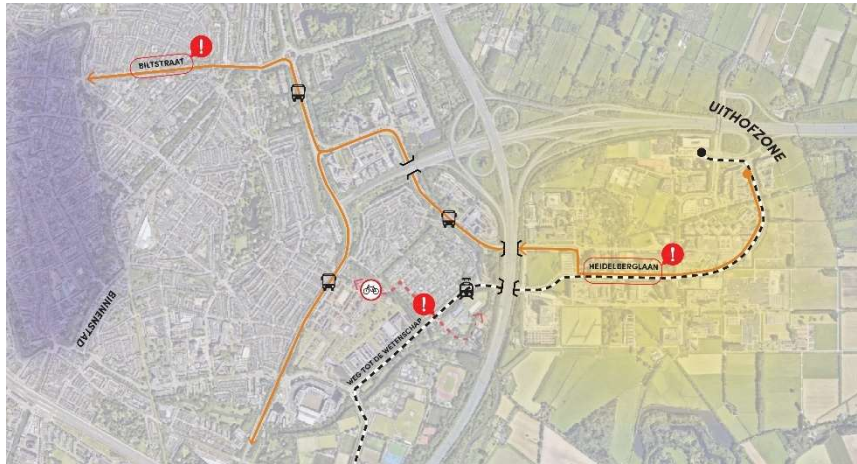 BILTSTRAAT
!
UITHOFZONE
HEIDELBERGLAAN
!
BINNENSTAD
!
WEG TOT DE WETENSCHAP